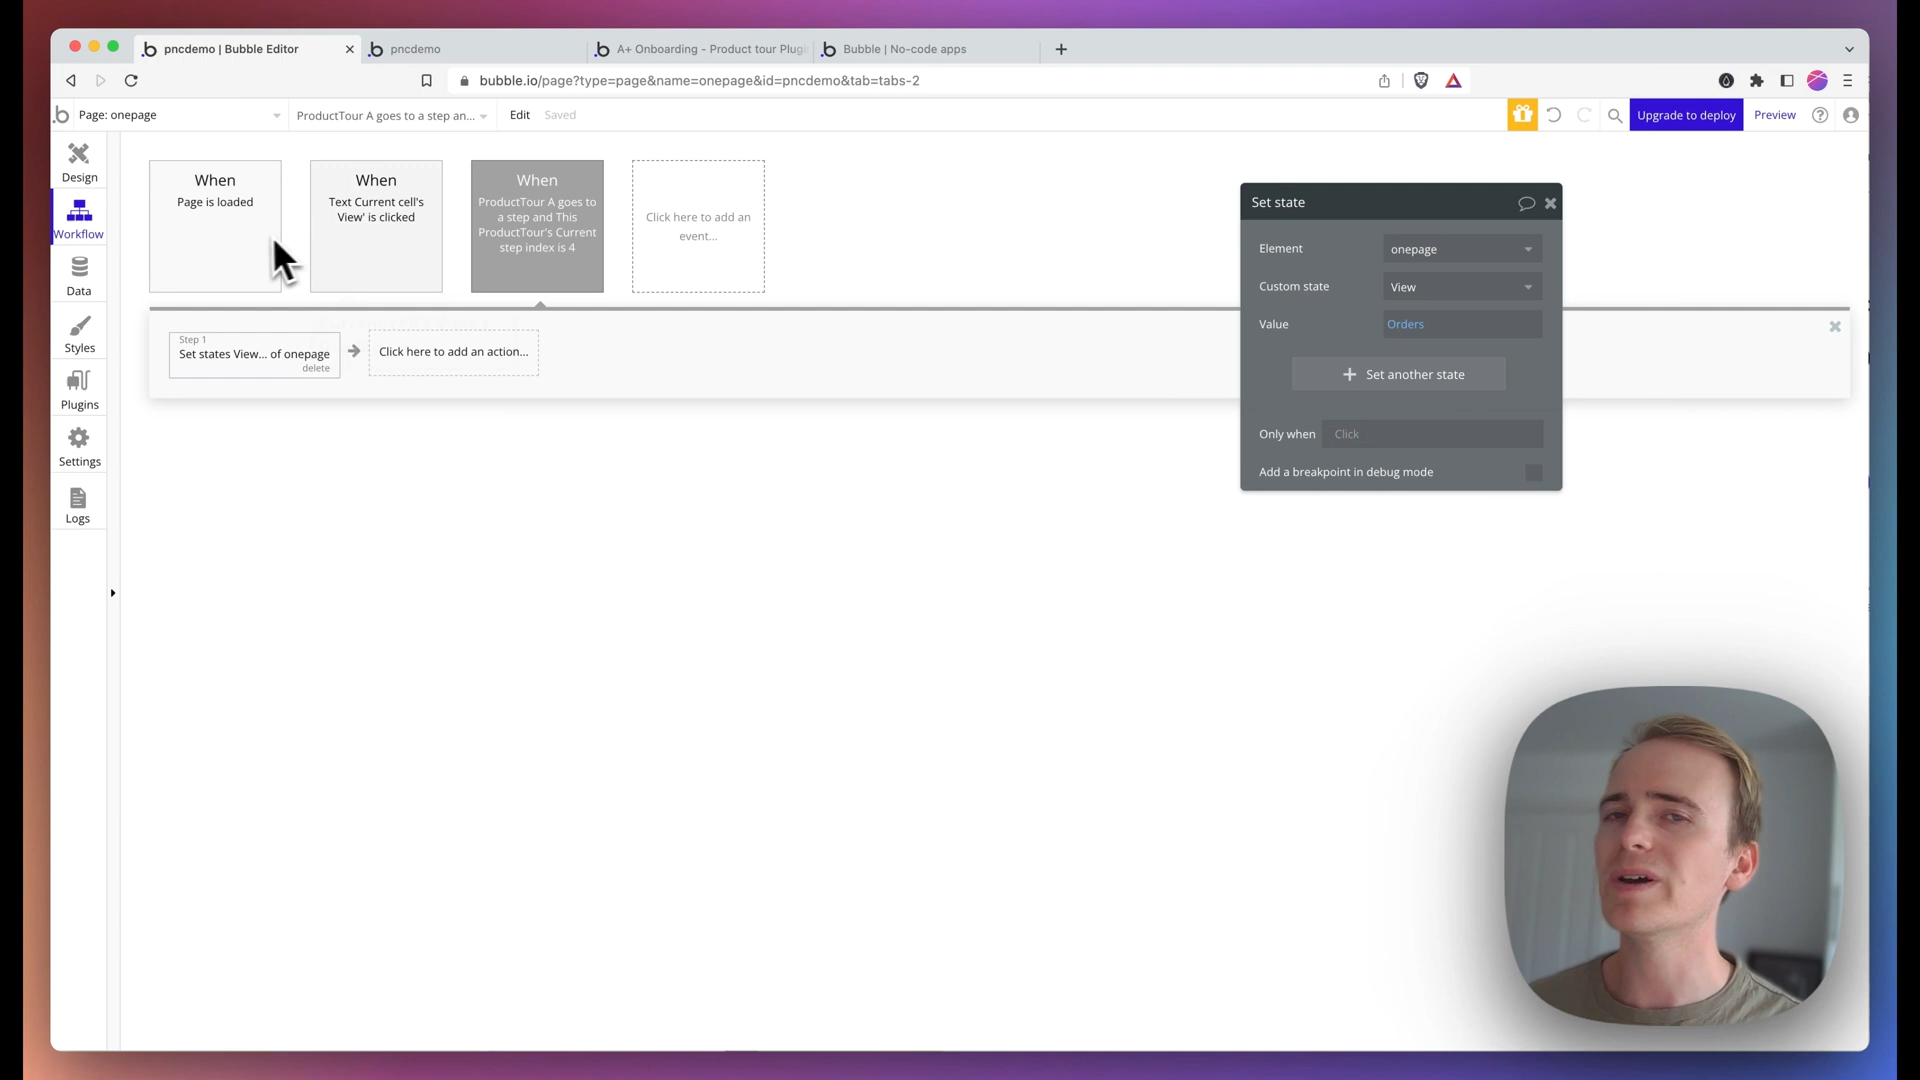 pncdemo | Bubble Editor
pncdemo
A+ Onboarding - Product tour Plugi
Bubble | No-code apps
bubble.io/page?type=page&name=onepage&id=pncdemo&tab=tabs-2
Page: onepage
ProductTour A goes to a step an...
Edit
Saved
Upgrade to deploy
Preview
Design
Workflow
Data
Styles
Plugins
Settings
Logs
When
Page is loaded
When
Text Current cell's
View' is clicked
When
ProductTour A goes to
a step and This
ProductTour's Current
step index is 4
Click here to add an
event...
Step 1
Set states View... of onepage
delete
Click here to add an action...
Set state
Element
onepage
Custom state
View
Value
Orders
Set another state
Only when
Click
Add a breakpoint in debug mode